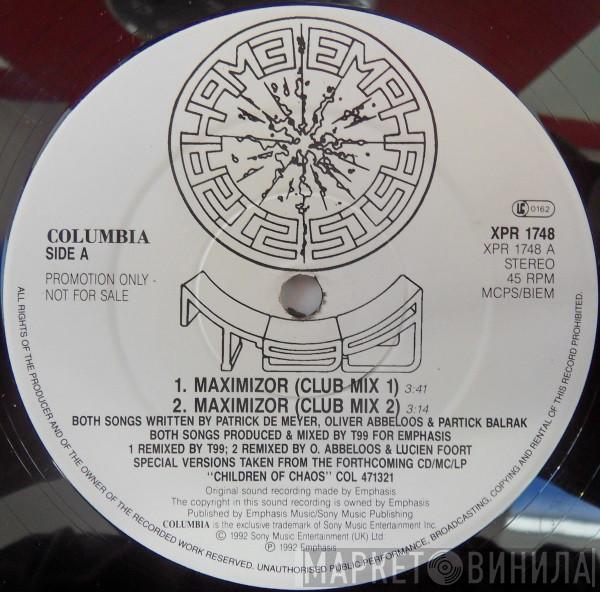 EMPHASIS EMPHASIS
COLUMBIA
SIDE A
PROMOTION ONLY -
NOT FOR SALE
LC 0162
XPR 1748
XPR 1748 A
STEREO
45 RPM
MCPS/BIEM
T99
1. MAXIMIZOR (CLUB MIX 1) 3:41
2. MAXIMIZOR (CLUB MIX 2) 3:14
BOTH SONGS WRITTEN BY PATRICK DE MEYER, OLIVER ABBELOOS & PARTICK BALRAK
BOTH SONGS PRODUCED & MIXED BY T99 FOR EMPHASIS
1 REMIXED BY T99; 2 REMIXED BY O. ABBELOOS & LUCIEN FOORT
SPECIAL VERSIONS TAKEN FROM THE FORTHCOMING CD/MC/LP
"CHILDREN OF CHAOS" COL 471321
Original sound recording made by Emphasis
The copyright in this sound recording is owned by Emphasis
Published by Emphasis Music/Sony Music Publishing
COLUMBIA is the exclusive trademark of Sony Music Entertainment Inc.
© 1992 Sony Music Entertainment (UK) Ltd.
℗ 1992 Emphasis
ALL RIGHTS OF THE PRODUCER AND OF THE OWNER OF THE RECORDED WORK RESERVED. UNAUTHORISED PUBLIC PERFORMANCE, BROADCASTING, COPYING AND RENTAL OF THIS RECORD PROHIBITED.
МАРКЕТ ВИНИЛА